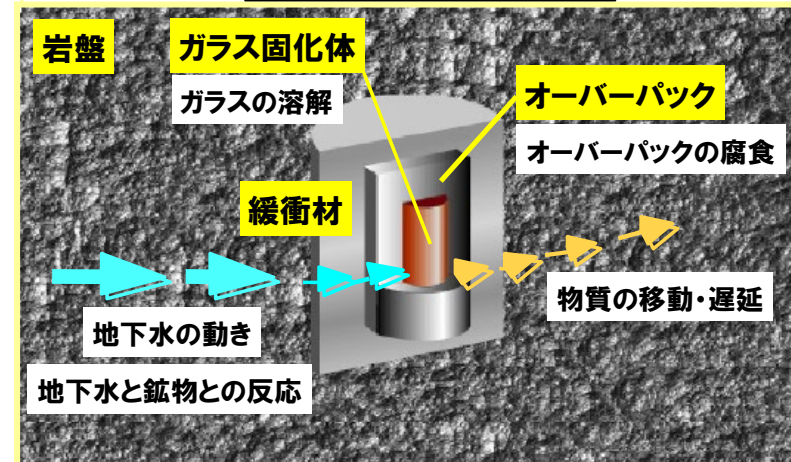 岩盤
ガラス固化体
ガラスの溶解
オーバーパック
オーバーパックの腐食
緩衝材
物質の移動・遅延
地下水の動き
地下水と鉱物との反応